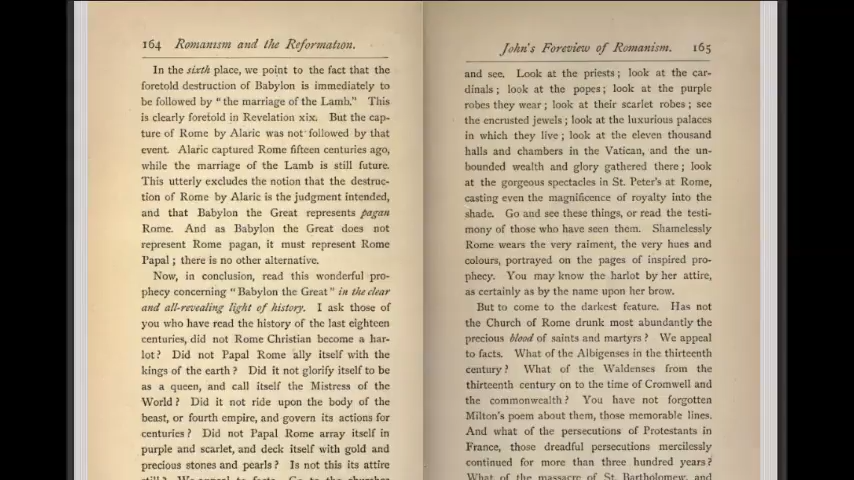 164 Romanism and the Reformation.
In the sixth place, we point to the fact that the
foretold destruction of Babylon is immediately to
be followed by "the marriage of the Lamb." This
is clearly foretold in Revelation xix. But the cap-
ture of Rome by Alaric was not followed by that
event. Alaric captured Rome fifteen centuries ago,
while the marriage of the Lamb is still future.
This utterly excludes the notion that the destruc-
tion of Rome by Alaric is the judgment intended,
and that Babylon the Great represents pagan
Rome. And as Babylon the Great does not
represent Rome pagan, it must represent Rome
Papal; there is no other alternative.
Now, in conclusion, read this wonderful pro-
phecy concerning "Babylon the Great" in the clear
and all-revealing light of history. I ask those of
you who have read the history of the last eighteen
centuries, did not Rome Christian become a har-
lot? Did not Papal Rome ally itself with the
kings of the earth? Did it not glorify itself to be
as a queen, and call itself the Mistress of the
World? Did it not ride upon the body of the
beast, or fourth empire, and govern its actions for
centuries? Did not Papal Rome array itself in
purple and scarlet, and deck itself with gold and
precious stones and pearls? Is not this its attire
still? We appeal to facts. Go to the churches
John's Foreview of Romanism. 165
and see. Look at the priests; look at the car-
dinals; look at the popes; look at the purple
robes they wear; look at their scarlet robes; see
the encrusted jewels; look at the luxurious palaces
in which they live; look at the eleven thousand
halls and chambers in the Vatican, and the un-
bounded wealth and glory gathered there; look
at the gorgeous spectacles in St. Peter's at Rome,
casting even the magnificence of royalty into the
shade. Go and see these things, or read the testi-
mony of those who have seen them. Shamelessly
Rome wears the very raiment, the very hues and
colours, portrayed on the pages of inspired pro-
phecy. You may know the harlot by her attire,
as certainly as by the name upon her brow.
But to come to the darkest feature. Has not
the Church of Rome drunk most abundantly the
precious blood of saints and martyrs? We appeal
to facts. What of the Albigenses in the thirteenth
century? What of the Waldenses from the
thirteenth century on to the time of Cromwell and
the commonwealth? You have not forgotten
Milton's poem about them, those memorable lines.
And what of the persecutions of Protestants in
France, those dreadful persecutions mercilessly
continued for more than three hundred years?
What of the massacre of St. Bartholomew, and